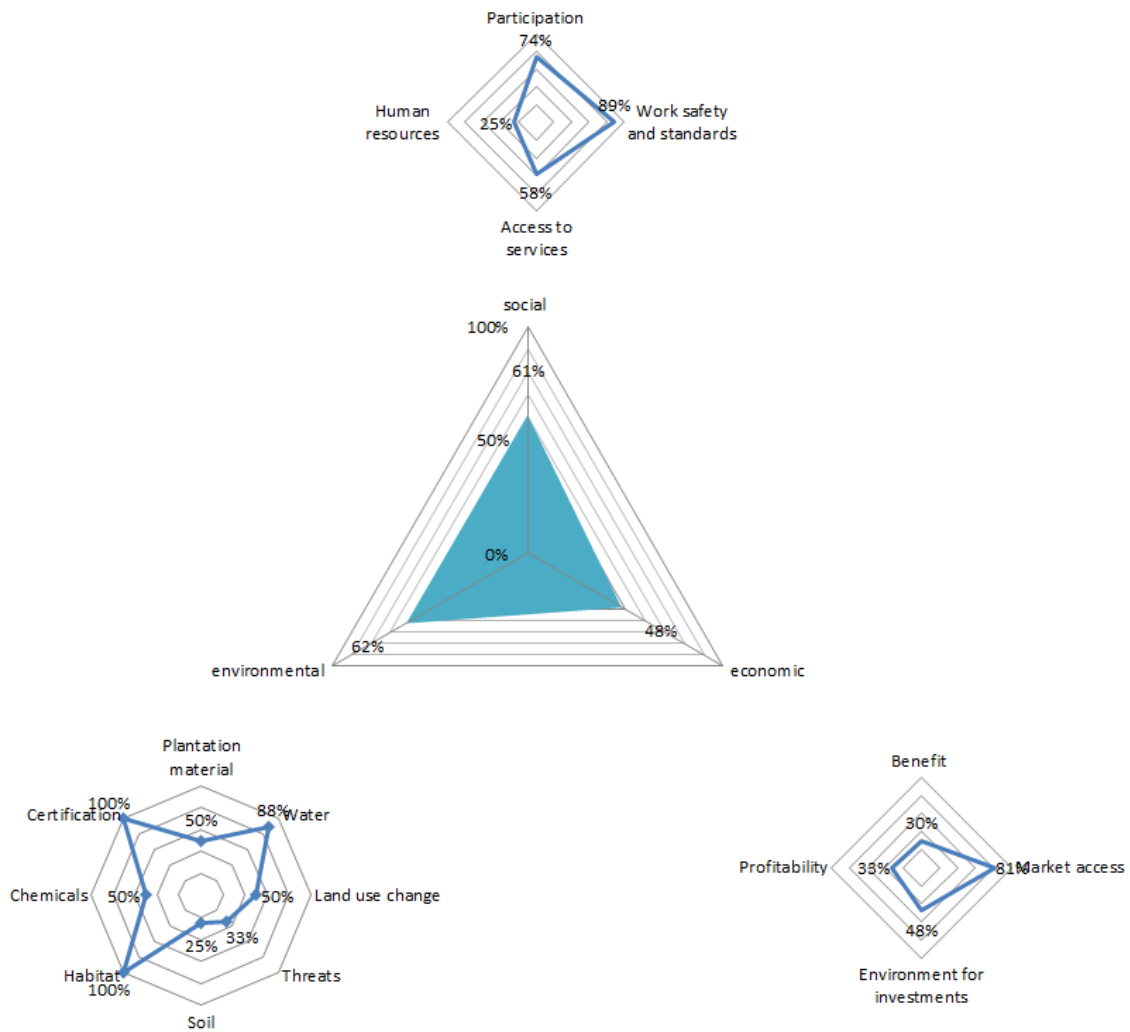 Participation
74%
Human
resources
25%
89%
Work safety
and standards
58%
Access to
services
social
100%
61%
50%
0%
62%
48%
environmental
economic
Plantation
material
100%
Certification
50%
88%
Water
Chemicals
50%
50%
Land use change
25%
33%
Habitat
100%
Threats
Soil
Benefit
30%
Profitability
33%
81%
Market access
48%
Environment for
investments